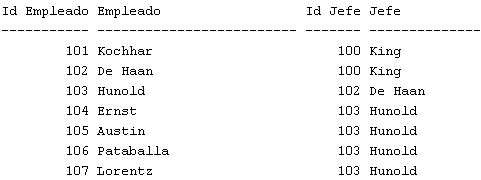 Id Empleado Empleado                  Id Jefe Jefe
----------- ------------------------- ------- --------------
        101 Kochhar                       100 King
        102 De Haan                       100 King
        103 Hunold                        102 De Haan
        104 Ernst                         103 Hunold
        105 Austin                        103 Hunold
        106 Pataballa                     103 Hunold
        107 Lorentz                       103 Hunold